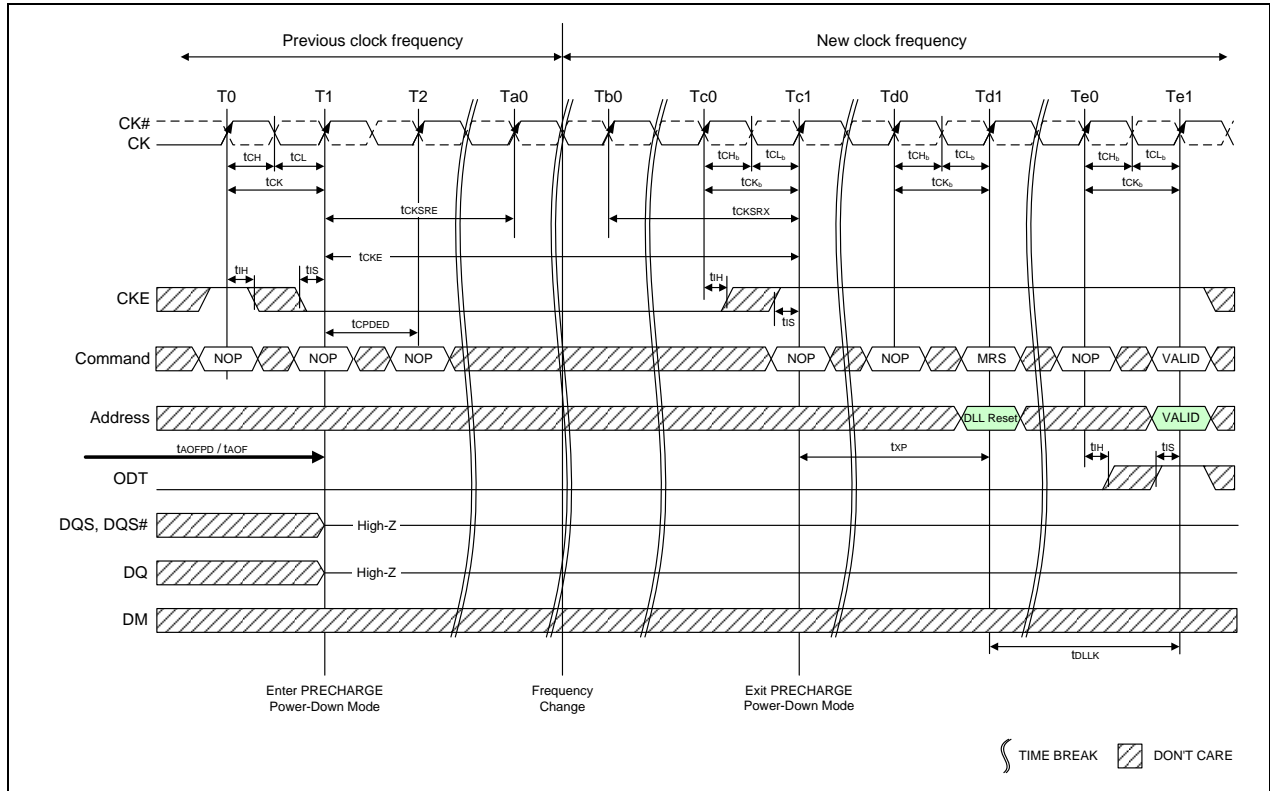 Previous clock frequency
New clock frequency
T0 T1 T2 Ta0 Tb0 Tc0 Tc1 Td0 Td1 Te0 Te1
CK#
CK
tCH tCL tCHb tCLb tCHb tCLb tCHb tCLb
tCK tCKb tCKb tCKb
tCKSRE tCKSRX
tCKE
tIH tIS tIH
CKE
tIS
tCPDED
Command NOP NOP NOP NOP NOP MRS NOP VALID
Address DLL Reset VALID
tAOFPD / tAOF tXP tIH tIS
ODT
DQS, DQS# High-Z
DQ High-Z
DM
tDLLK
Enter PRECHARGE
Power-Down Mode
Frequency
Change
Exit PRECHARGE
Power-Down Mode
TIME BREAK DON'T CARE